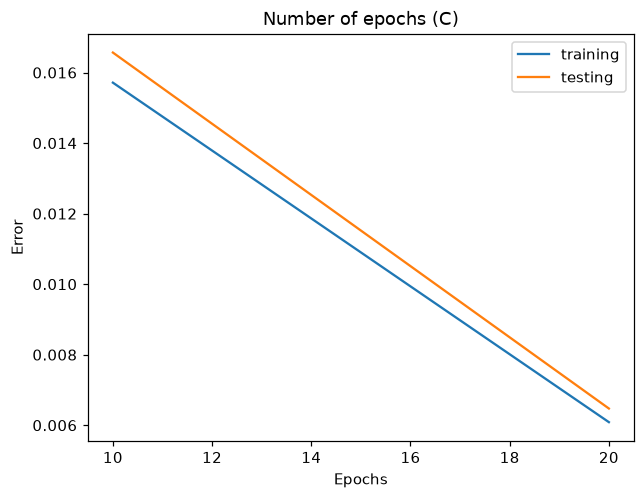 Number of epochs (C)
training
testing
0.016
0.014
0.012
0.010
0.008
0.006
Error
10 12 14 16 18 20
Epochs